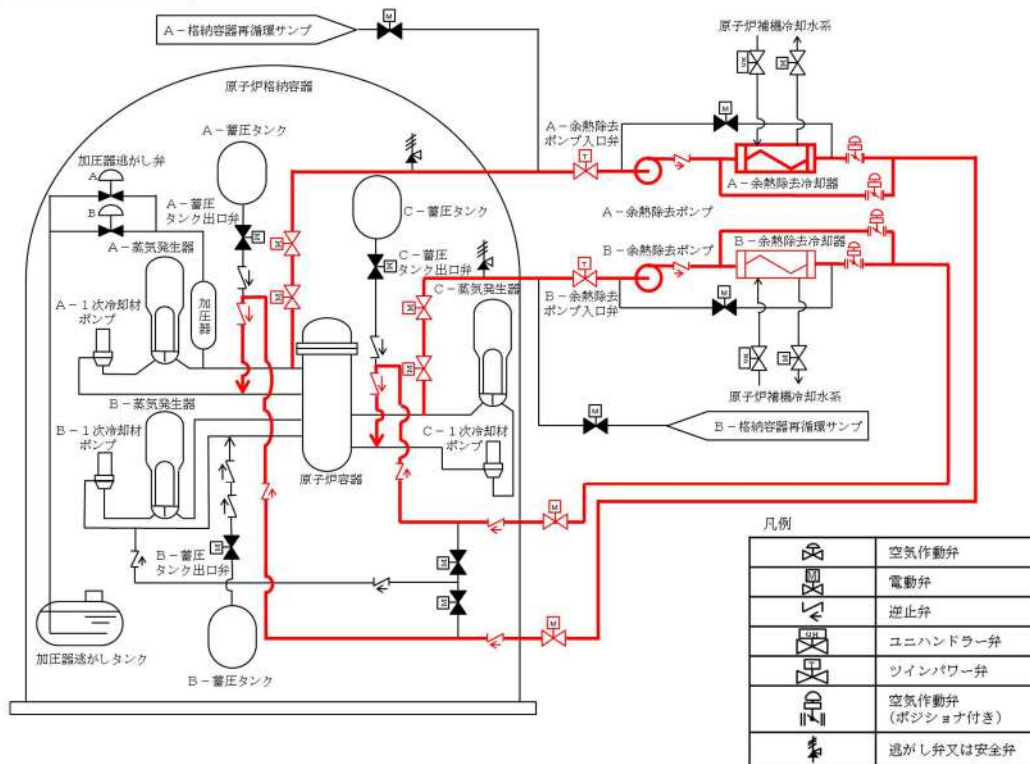 A－格納容器再循環サンプ
M
原子炉補機冷却水系
原子炉格納容器
UH
M
A－蓄圧タンク
A－余熱除去
ポンプ入口弁
M
加圧器逃がし弁
A
T
B
A－蓄圧
タンク出口弁
C－蓄圧タンク
A－余熱除去冷却器
A－余熱除去ポンプ
M
M
A－蒸気発生器
C－蓄圧
タンク出口弁
M
T
B－余熱除去ポンプ
B－余熱除去冷却器
C－蒸気発生器
B－余熱除去
ポンプ入口弁
M
M
M
A－1次冷却材
ポンプ
加圧器
UH
M
M
原子炉補機冷却水系
B－蒸気発生器
M
B－格納容器再循環サンプ
B－1次冷却材
ポンプ
C－1次冷却材
ポンプ
原子炉容器
M
凡例
B－蓄圧
タンク出口弁
M
M
空気作動弁
M
電動弁
M
逆止弁
M
UH
ユニハンドラー弁
加圧器逃がしタンク
T
ツインパワー弁
B－蓄圧タンク
空気作動弁
(ポジショナ付き)
逃がし弁又は安全弁